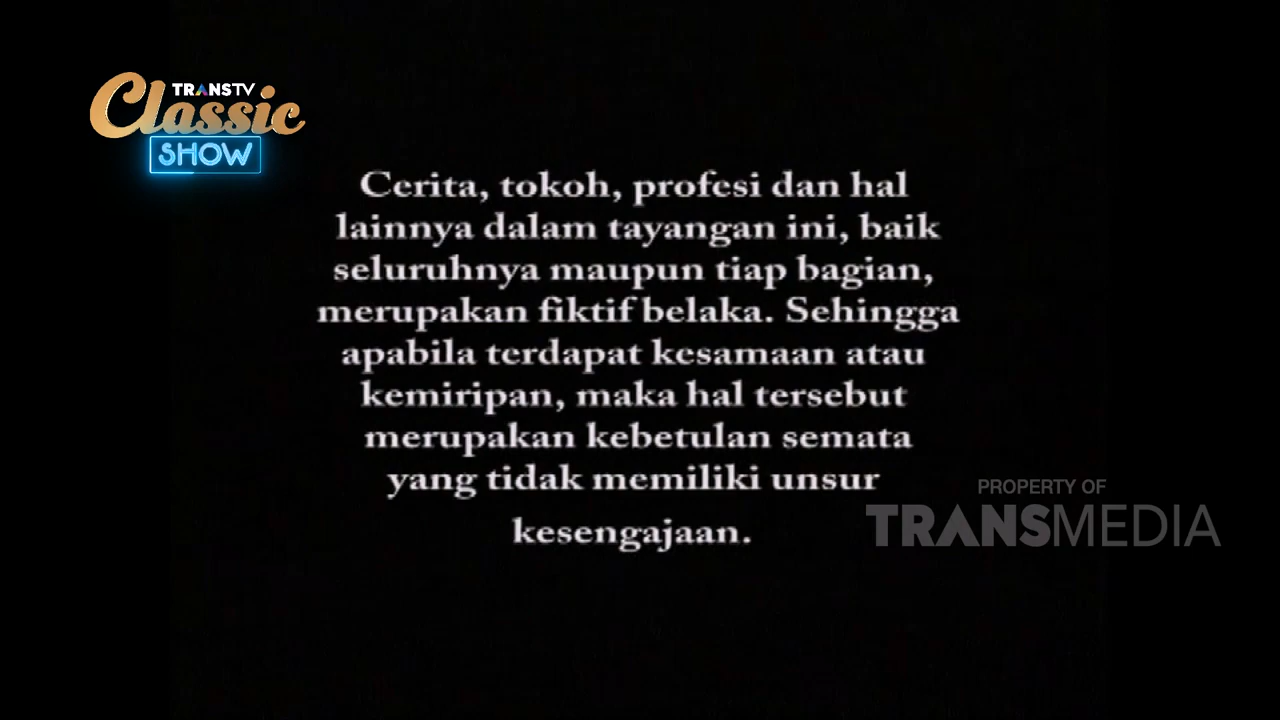 TRANSTV
Classic
SHOW
Cerita, tokoh, profesi dan hal
lainnya dalam tayangan ini, baik
seluruhnya maupun tiap bagian,
merupakan fiktif belaka. Sehingga
apabila terdapat kesamaan atau
kemiripan, maka hal tersebut
merupakan kebetulan semata
yang tidak memiliki unsur
kesengajaan.
PROPERTY OF
TRANSMEDIA